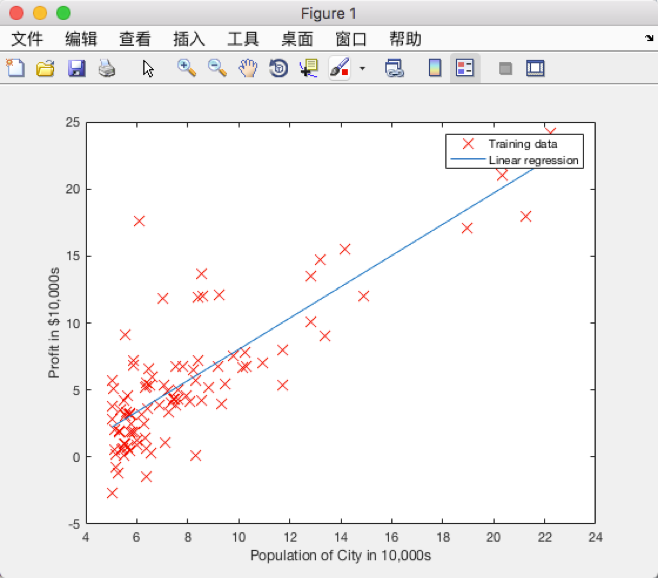 Figure 1
文件 编辑 查看 插入 工具 桌面 窗口 帮助
25
20
15
10
5
0
-5
Profit in $10,000s
Training data
Linear regression
4 6 8 10 12 14 16 18 20 22 24
Population of City in 10,000s